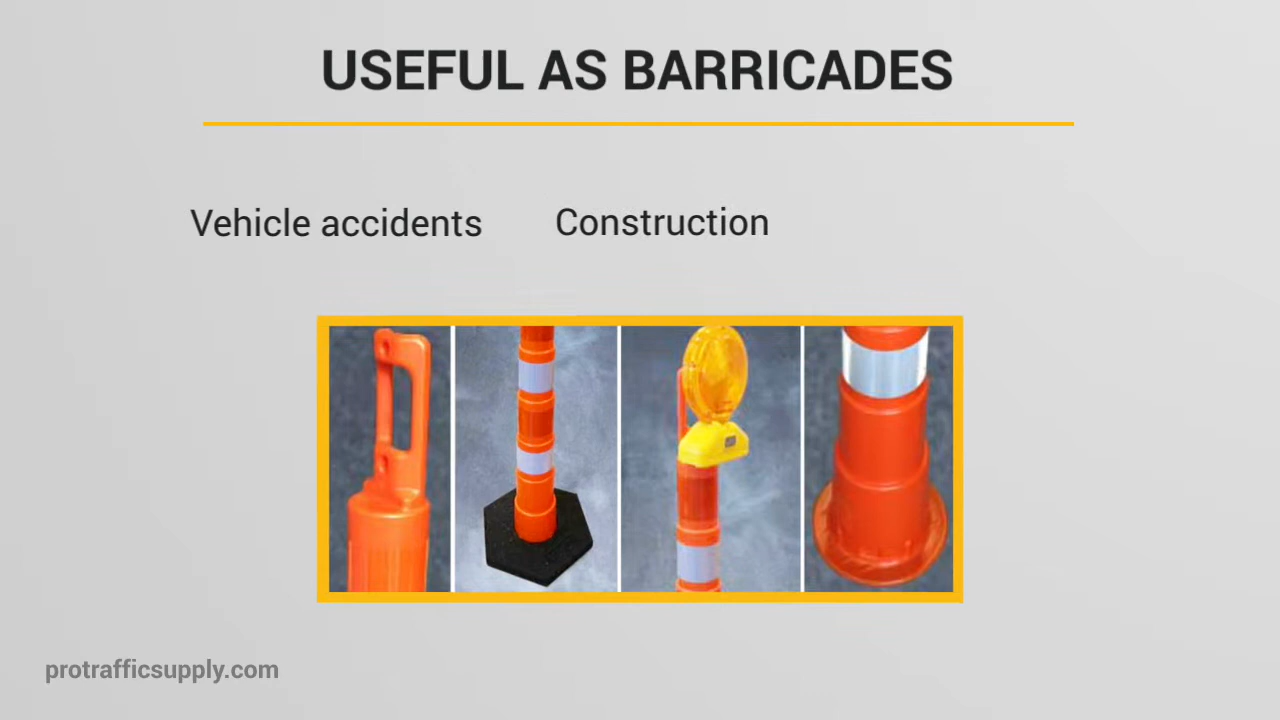 USEFUL AS BARRICADES
Vehicle accidents
Construction
protrafficsupply.com